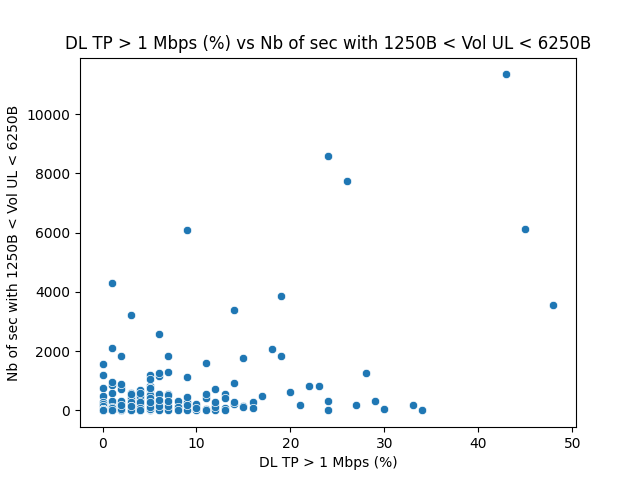 DL TP > 1 Mbps (%) vs Nb of sec with 1250B < Vol UL < 6250B
Nb of sec with 1250B < Vol UL < 6250B
10000
8000
6000
4000
2000
0
0 10 20 30 40 50
DL TP > 1 Mbps (%)